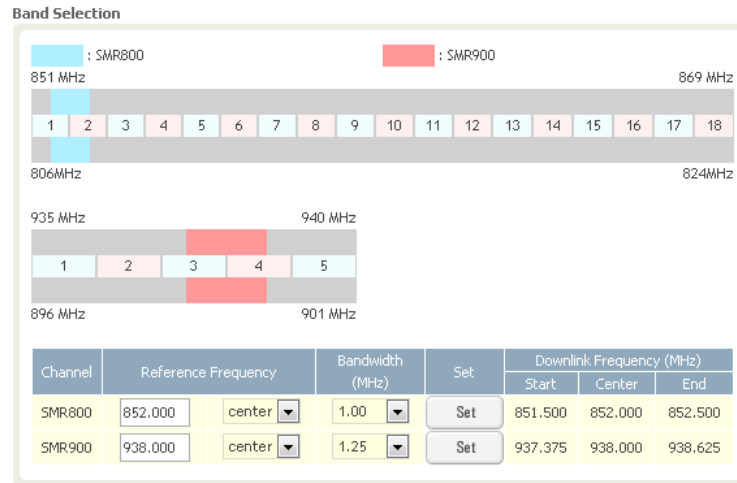 Band Selection
: SMR800 : SMR900
851 MHz 869 MHz
1 2 3 4 5 6 7 8 9 10 11 12 13 14 15 16 17 18
806MHz 824MHz
935 MHz 940 MHz
1 2 3 4 5
896 MHz 901 MHz
Channel Reference Frequency Bandwidth (MHz) Set Downlink Frequency (MHz)
Start Center End
SMR800 852.000 center 1.00 Set 851.500 852.000 852.500
SMR900 938.000 center 1.25 Set 937.375 938.000 938.625